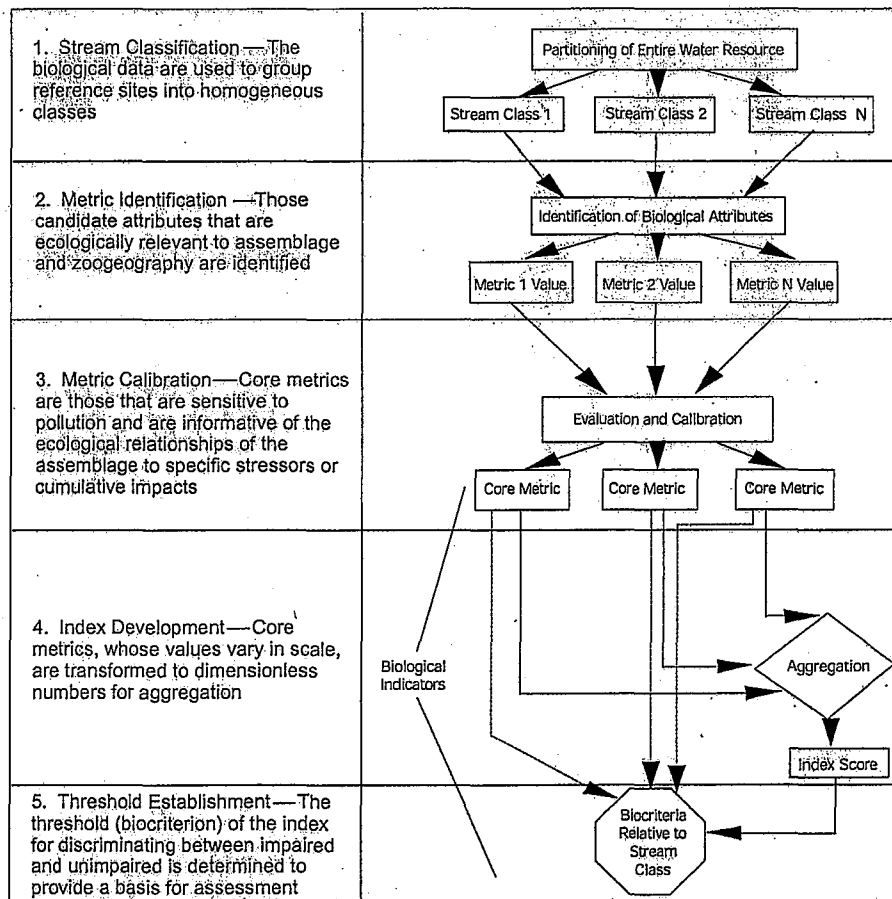 1. Stream Classification —The
biological data are used to group
reference sites into homogeneous
classes
Partitioning of Entire Water Resource
Stream Class 1
Stream Class 2
Stream Class N
2. Metric Identification —Those
candidate attributes that are
ecologically relevant to assemblage
and zoogeography are identified
Identification of Biological Attributes
Metric 1 Value
Metric 2 Value
Metric N Value
3. Metric Calibration—Core metrics
are those that are sensitive to
pollution and are informative of the
ecological relationships of the
assemblage to specific stressors or
cumulative impacts
Evaluation and Calibration
Core Metric
Core Metric
Core Metric
4. Index Development—Core
metrics, whose values vary in scale,
are transformed to dimensionless
numbers for aggregation
Biological
Indicators
Aggregation
Index Score
5. Threshold Establishment—The
threshold (biocriterion) of the index
for discriminating between impaired
and unimpaired is determined to
provide a basis for assessment
Biocriteria
Relative to
Stream
Class